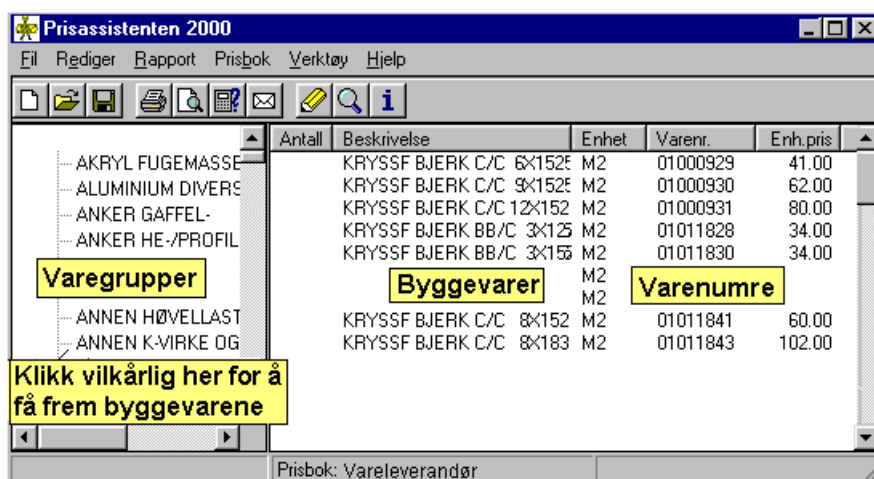 Prisassistenten 2000
Fil Rediger Rapport Prisbok Verktøy Hjelp
Antall Beskrivelse Enhet Varenr. Enh.pris
AKRYL FUGEMASSE
ALUMINIUM DIVERS
ANKER GAFFEL-
ANKER HE-/PROFIL
Varegrupper
ANNEN HØVELLAST
ANNEN K-VIRKE OG
Klikk vilkårlig her for å
få frem byggevarene
KRYSSF BJERK C/C 6X1525 M2 01000929 41.00
KRYSSF BJERK C/C 9X1525 M2 01000930 62.00
KRYSSF BJERK C/C 12X152 M2 01000931 80.00
KRYSSF BJERK BB/C 3X125 M2 01011828 34.00
KRYSSF BJERK BB/C M2 01011830 34.00
M2
Byggevarer Varenumre
M2
KRYSSF BJERK C/C 8X152 M2 01011841 60.00
KRYSSF BJERK C/C 8X183 M2 01011843 102.00
Prisbok: Vareleverandør